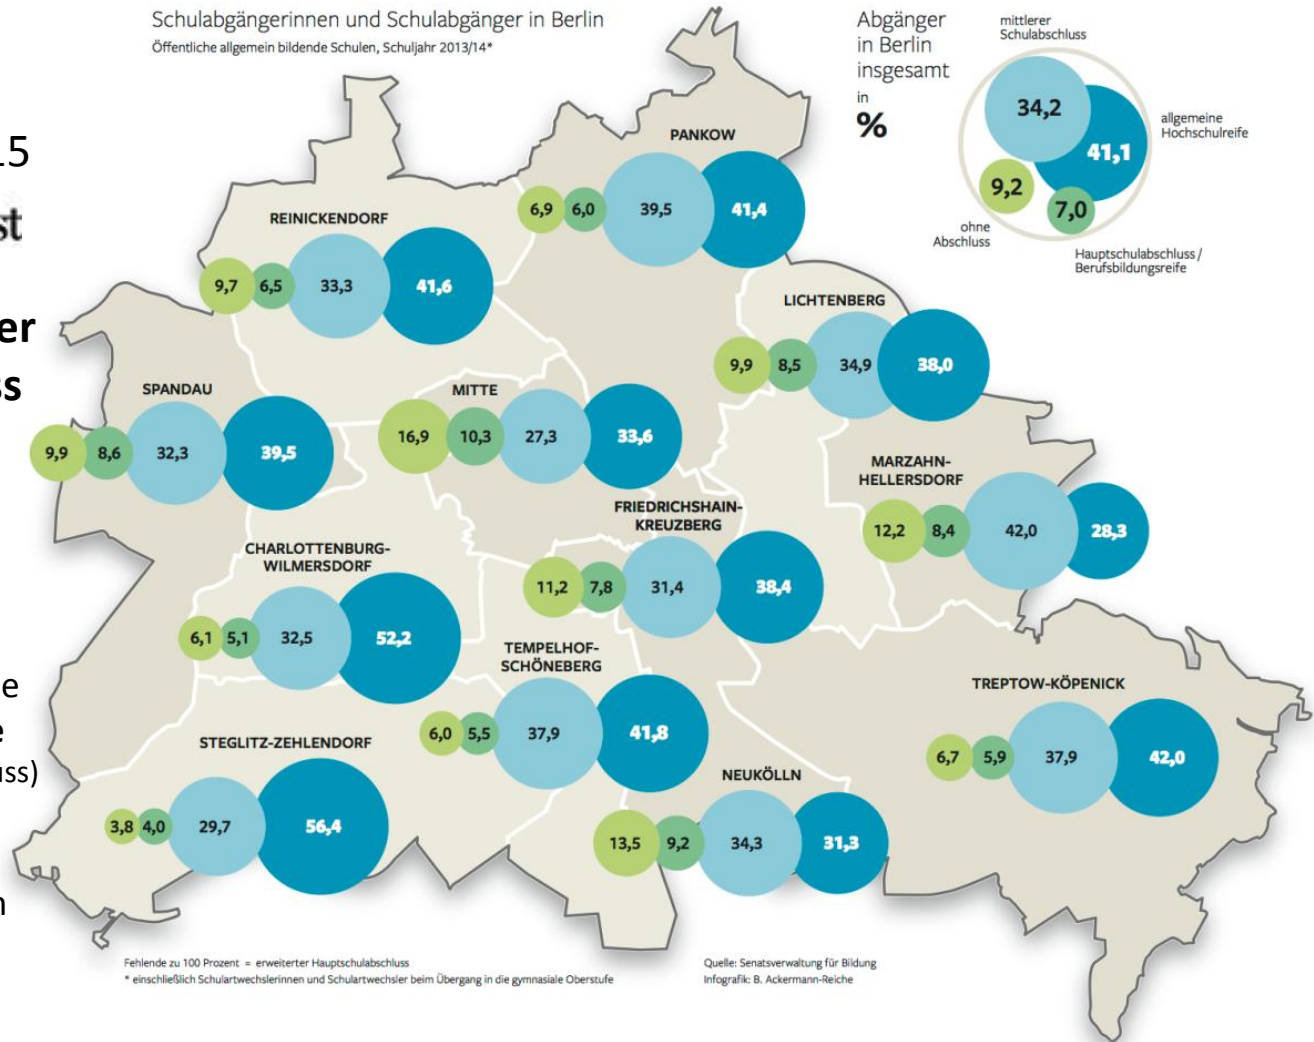 Schulabgängerinnen und Schulabgänger in Berlin
Öffentliche allgemein bildende Schulen, Schuljahr 2013/14*
Abgänger
in Berlin
insgesamt
in
%
mittlerer
Schulabschluss
34,2
allgemeine
Hochschulreife
41,1
9,2
7,0
ohne
Abschluss
Hauptschulabschluss /
Berufsbildungsreife
15
st
er
ss
e
e
uss)
n
PANKOW
6,9 6,0 39,5 41,4
REINICKENDORF
9,7 6,5 33,3 41,6
LICHTENBERG
9,9 8,5 34,9 38,0
SPANDAU
9,9 8,6 32,3 39,5
MITTE
16,9 10,3 27,3 33,6
MARZAHN-
HELLERSDORF
12,2 8,4 42,0 28,3
FRIEDRICHSHAIN-
KREUZBERG
11,2 7,8 31,4 38,4
CHARLOTTENBURG-
WILMERSDORF
6,1 5,1 32,5 52,2
TEMPELHOF-
SCHÖNEBERG
6,0 5,5 37,9 41,8
TREPTOW-KÖPENICK
6,7 5,9 37,9 42,0
STEGLITZ-ZEHLENDORF
3,8 4,0 29,7 56,4
NEUKÖLLN
13,5 9,2 34,3 31,3
Fehlende zu 100 Prozent = erweiterter Hauptschulabschluss
* einschließlich Schulartwechslerinnen und Schulartwechsler beim Übergang in die gymnasiale Oberstufe
Quelle: Senatsverwaltung für Bildung
Infografik: B. Ackermann-Reiche